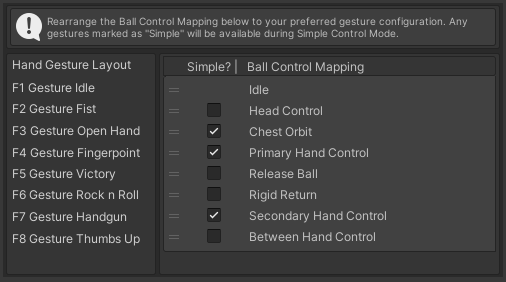 Rearrange the Ball Control Mapping below to your preferred gesture configuration. Any
gestures marked as "Simple" will be available during Simple Control Mode.
Hand Gesture Layout
F1 Gesture Idle
F2 Gesture Fist
F3 Gesture Open Hand
F4 Gesture Fingerpoint
F5 Gesture Victory
F6 Gesture Rock n Roll
F7 Gesture Handgun
F8 Gesture Thumbs Up
Simple? | Ball Control Mapping
Idle
Head Control
Chest Orbit
Primary Hand Control
Release Ball
Rigid Return
Secondary Hand Control
Between Hand Control